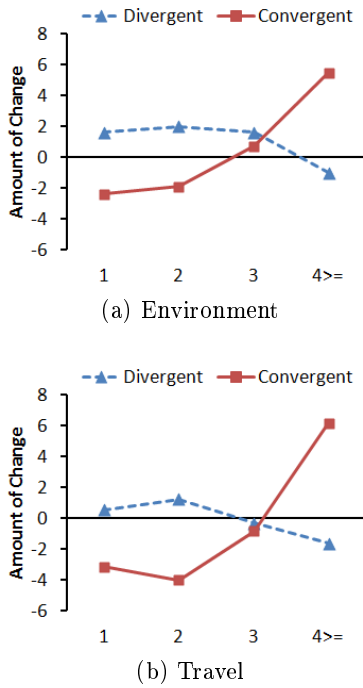 Divergent Convergent
8
6
4
2
0
-2
-4
-6
Amount of Change
1 2 3 4>=
(a) Environment
Divergent Convergent
8
6
4
2
0
-2
-4
-6
Amount of Change
1 2 3 4>=
(b) Travel